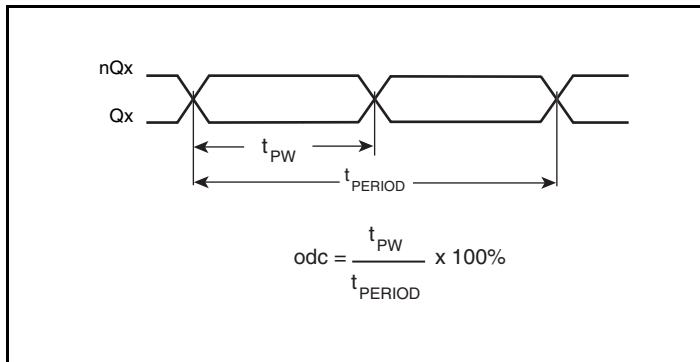 nQx
Qx
tPW
tPERIOD
odc = tPW / tPERIOD x 100%